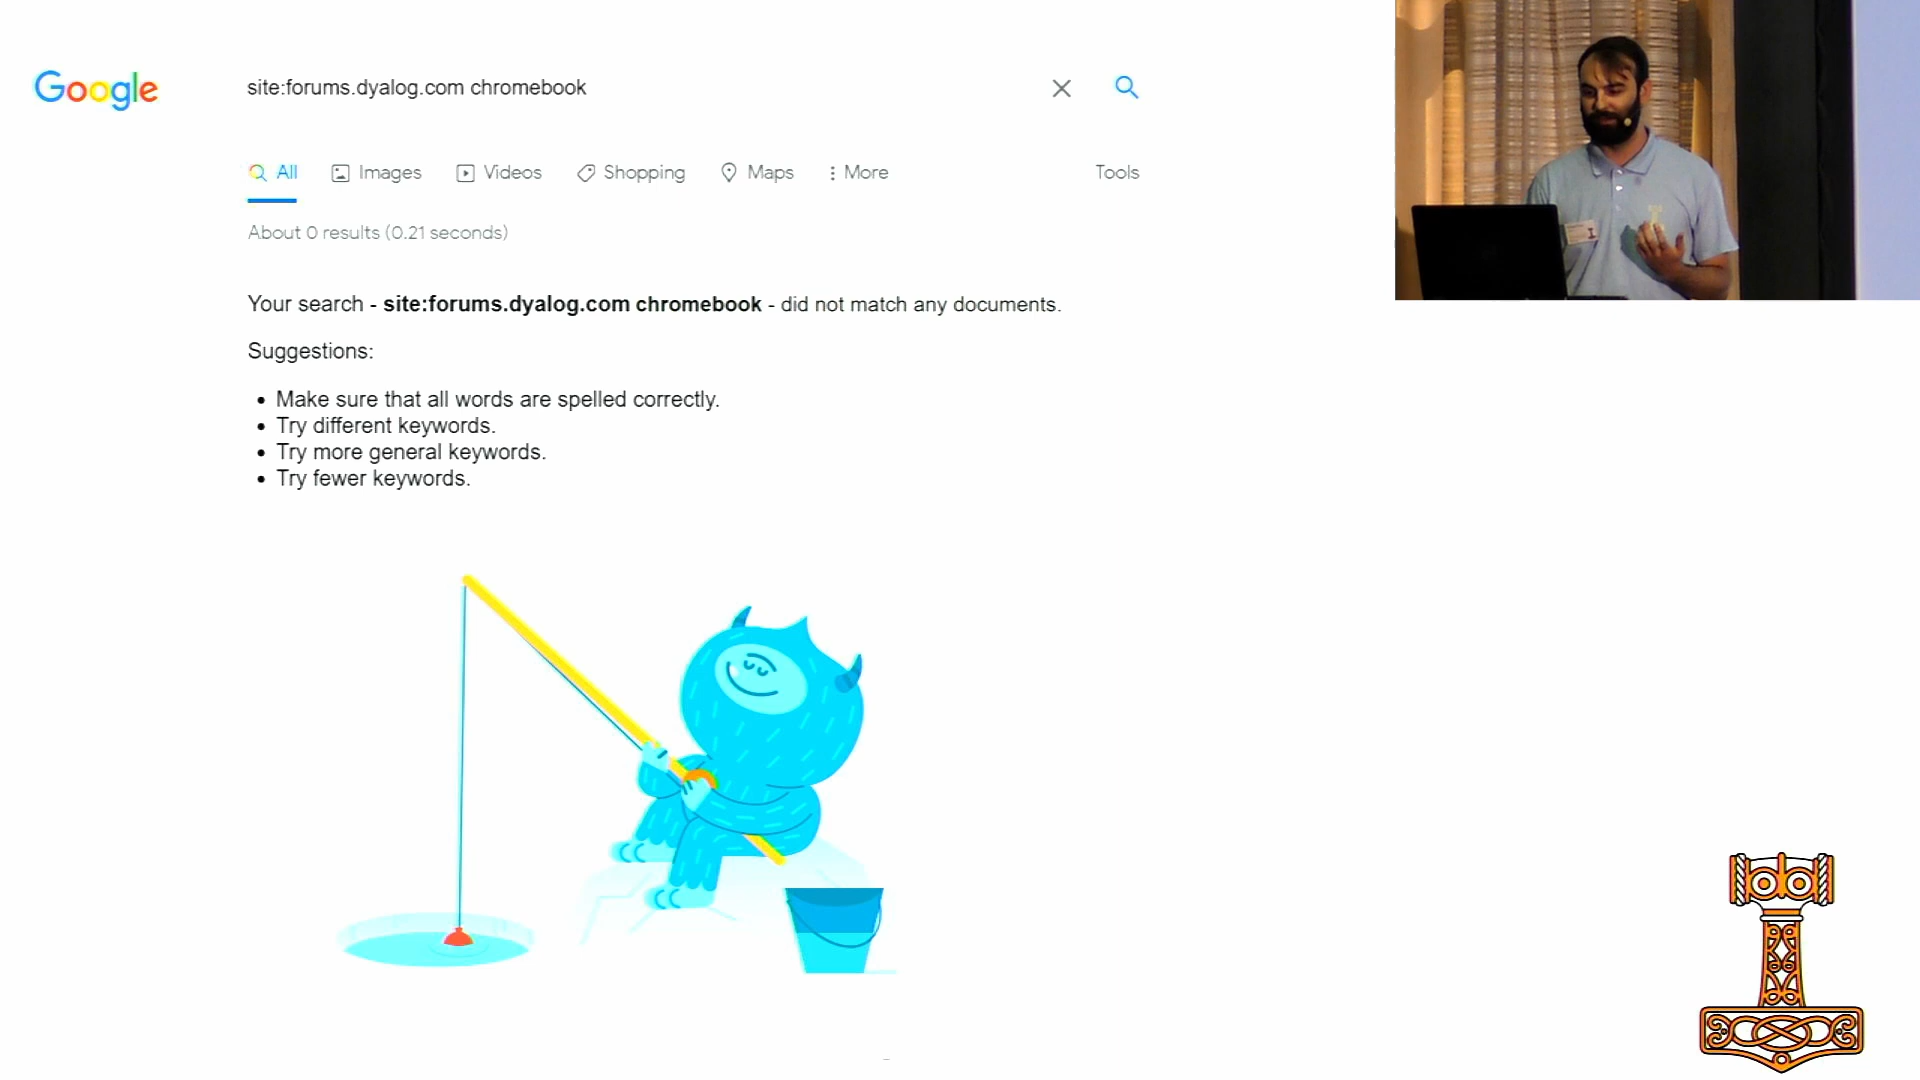 Google
site:forums.dyalog.com chromebook
All Images Videos Shopping Maps More Tools
About 0 results (0.21 seconds)
Your search - site:forums.dyalog.com chromebook - did not match any documents.
Suggestions:
Make sure that all words are spelled correctly.
Try different keywords.
Try more general keywords.
Try fewer keywords.